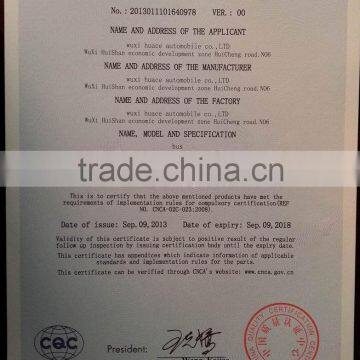 No.: 2013011101640978 VER.: 00
NAME AND ADDRESS OF THE APPLICANT
wuxi huace automobile co.,LTD
WuXi HuiShan economic development zone HuiCheng road.NO6
NAME AND ADDRESS OF THE MANUFACTURER
wuxi huace automobile co.,LTD
WuXi HuiShan economic development zone HuiCheng road.NO6
NAME AND ADDRESS OF THE FACTORY
wuxi huace automobile co.,LTD
WuXi HuiShan economic development zone HuiCheng road.NO6
NAME, MODEL AND SPECIFICATION
bus
trade.china.cn
This is to certify that the above mentioned products have met the
requirements of implementation rules for compulsory certification(REF
NO. CNCA-02C-023:2008).
Date of issue: Sep.09,2013 Date of expiry: Sep.09,2018
Validity of this certificate is subject to positive result of the regular
follow up inspection by issuing certification body until the expiry date.
This certificate has appendices which indicate information of applicable
standards and implementation rules for the parts.
This certificate can be verified through CNCA's website: www.cnca.gov.cn
CQC
President: